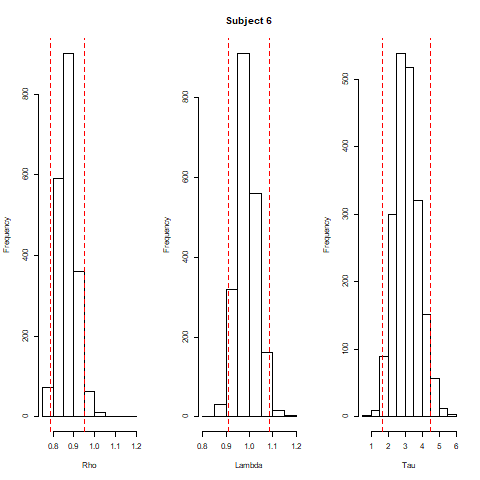 Subject 6
Frequency
0 200 400 600 800
0.8 0.9 1.0 1.1 1.2
Rho
Frequency
0 200 400 600 800
0.8 0.9 1.0 1.1 1.2
Lambda
Frequency
0 100 200 300 400 500
1 2 3 4 5 6
Tau